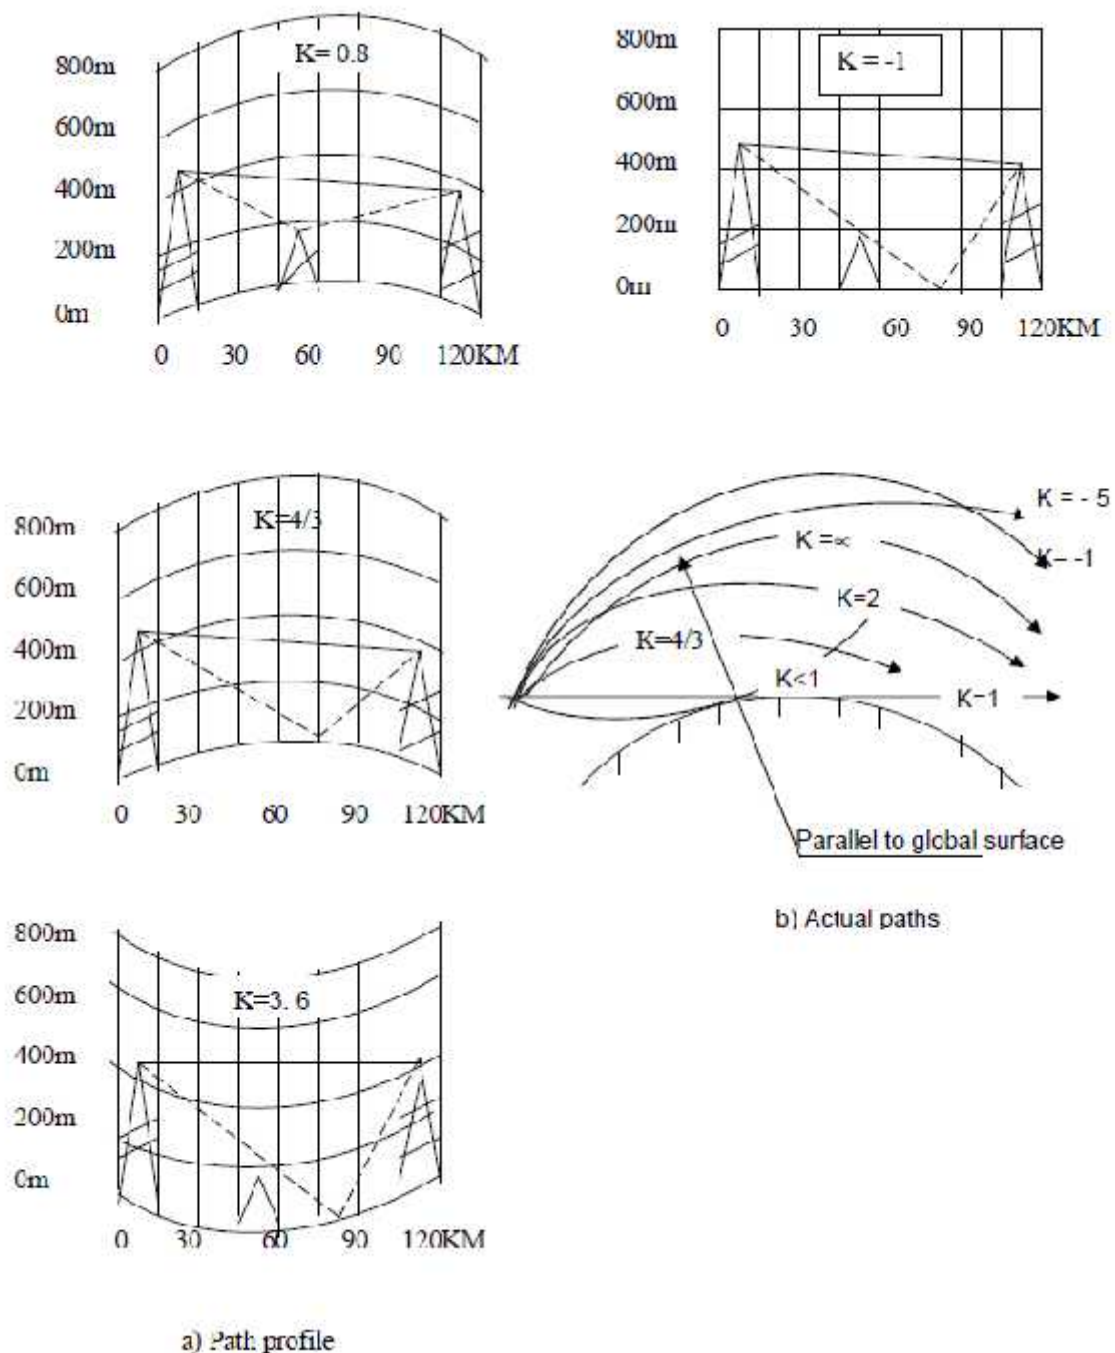 K= 0.8
800m
600m
400m
200m
0m
0 30 60 90 120KM
K = -1
800m
600m
400m
200m
0m
0 30 60 90 120KM
K=4/3
800m
600m
400m
200m
0m
0 30 60 90 120KM
K = - 5
K= -1
K =∝
K=2
K=4/3
K<1
K=1
Parallel to global surface
b) Actual paths
800m
600m
400m
200m
0m
K=3. 6
0 30 60 90 120KM
a) Path profile